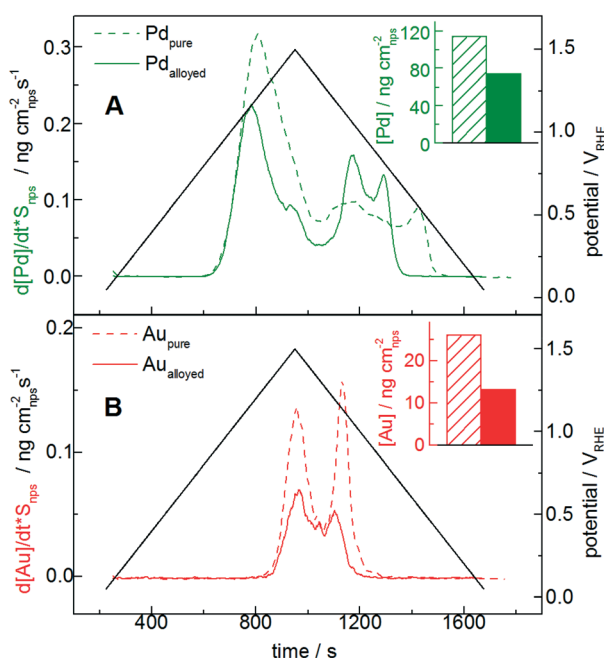 Pd_pure
Pd_alloyed
A
d[Pd]/dt*S_nps / ng cm⁻²_nps s⁻¹
0.3
0.2
0.1
0.0
[Pd] / ng cm⁻²_nps
120
80
40
0
potential / V_RHE
1.5
1.0
0.5
0.0
Au_pure
Au_alloyed
B
d[Au]/dt*S_nps / ng cm⁻²_nps s⁻¹
0.2
0.1
0.0
[Au] / ng cm⁻²_nps
20
10
0
potential / V_RHE
1.5
1.0
0.5
0.0
400 800 1200 1600
time / s